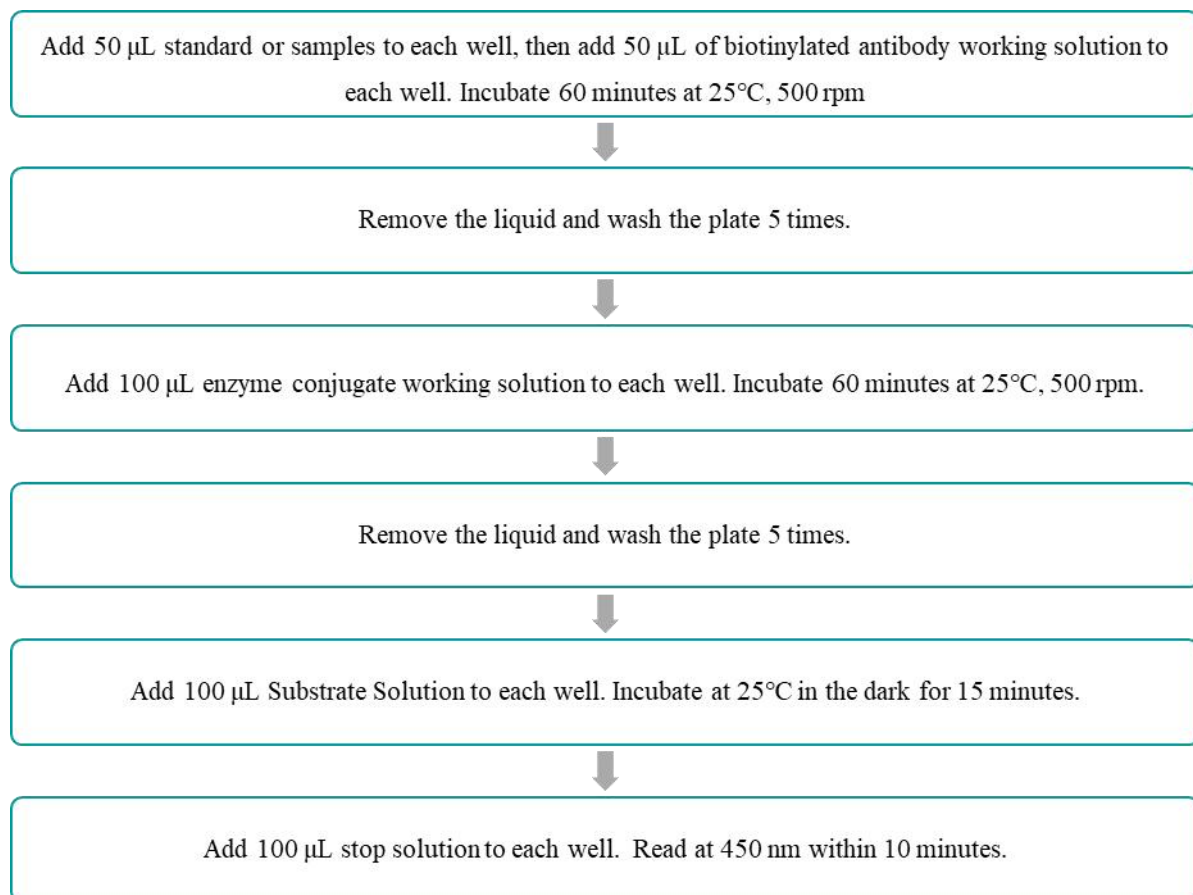 Add 50 μL standard or samples to each well, then add 50 μL of biotinylated antibody working solution to
each well. Incubate 60 minutes at 25℃, 500 rpm
Remove the liquid and wash the plate 5 times.
Add 100 μL enzyme conjugate working solution to each well. Incubate 60 minutes at 25℃, 500 rpm.
Remove the liquid and wash the plate 5 times.
Add 100 μL Substrate Solution to each well. Incubate at 25℃ in the dark for 15 minutes.
Add 100 μL stop solution to each well. Read at 450 nm within 10 minutes.